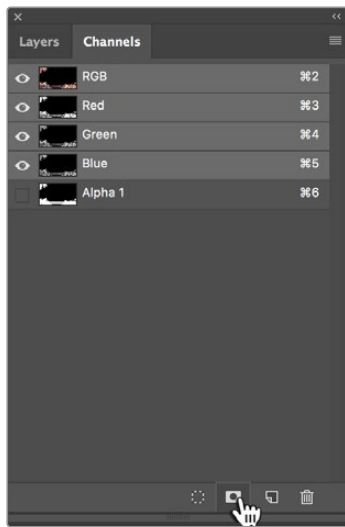 Layers Channels
RGB ⌘2
Red ⌘3
Green ⌘4
Blue ⌘5
Alpha 1 ⌘6